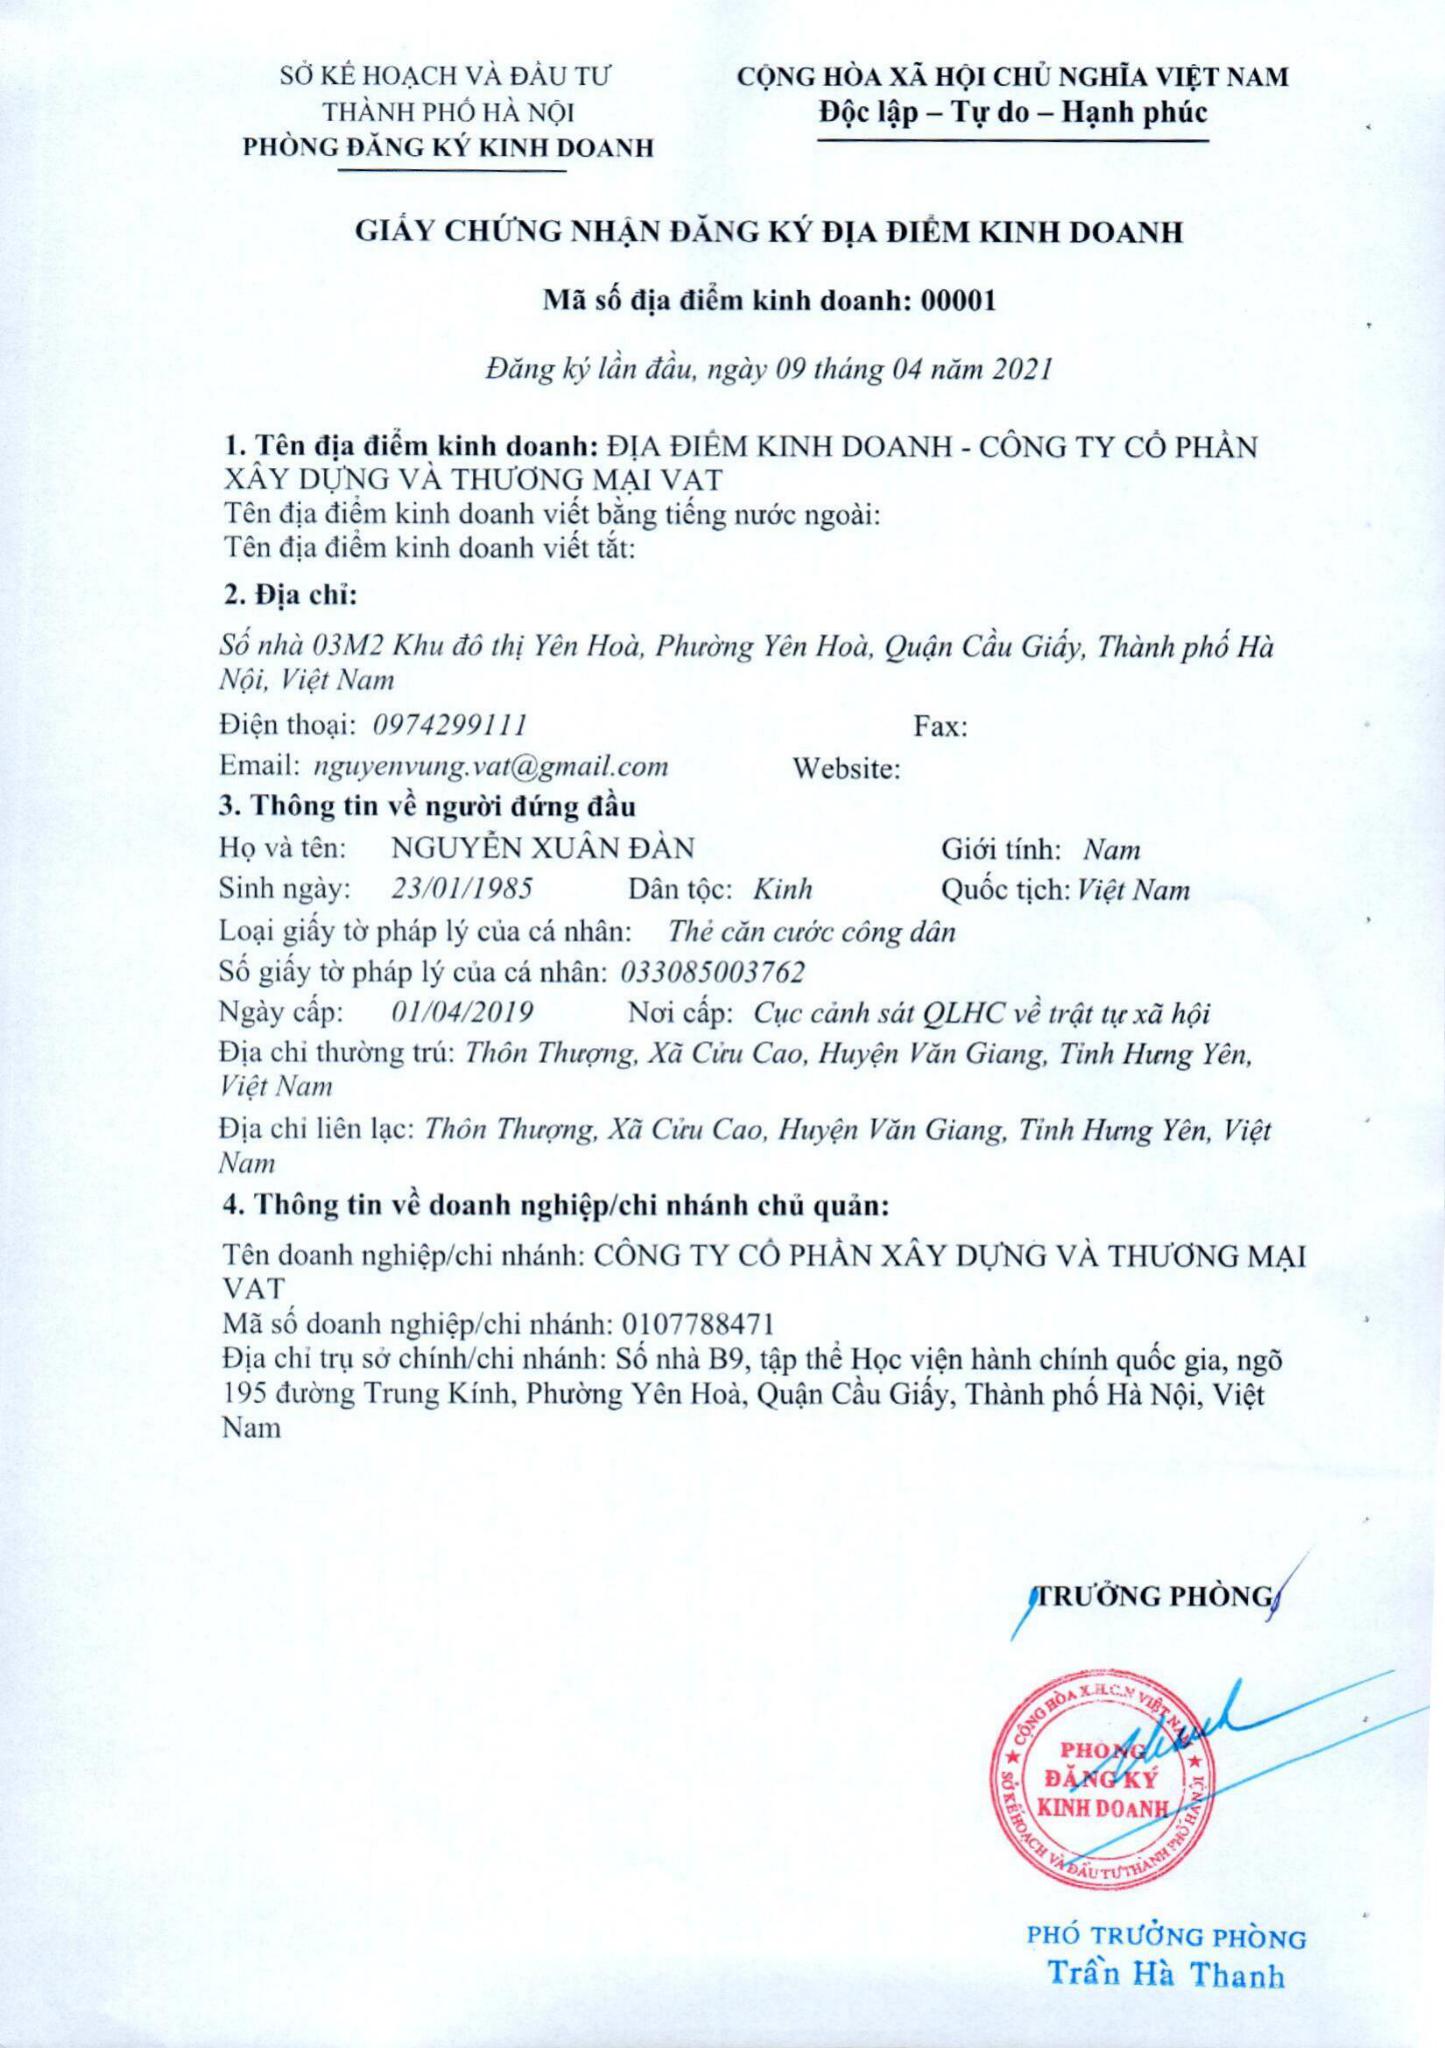 SỞ KẾ HOẠCH VÀ ĐẦU TƯ
THÀNH PHỐ HÀ NỘI
PHÒNG ĐĂNG KÝ KINH DOANH
CỘNG HÒA XÃ HỘI CHỦ NGHĨA VIỆT NAM
Độc lập – Tự do – Hạnh phúc
GIẤY CHỨNG NHẬN ĐĂNG KÝ ĐỊA ĐIỂM KINH DOANH
Mã số địa điểm kinh doanh: 00001
Đăng ký lần đầu, ngày 09 tháng 04 năm 2021
1. Tên địa điểm kinh doanh: ĐỊA ĐIỂM KINH DOANH - CÔNG TY CỔ PHẦN
XÂY DỰNG VÀ THƯƠNG MẠI VAT
Tên địa điểm kinh doanh viết bằng tiếng nước ngoài:
Tên địa điểm kinh doanh viết tắt:
2. Địa chỉ:
Số nhà 03M2 Khu đô thị Yên Hoà, Phường Yên Hoà, Quận Cầu Giấy, Thành phố Hà
Nội, Việt Nam
Điện thoại: 0974299111 Fax:
Email: nguyenvung.vat@gmail.com Website:
3. Thông tin về người đứng đầu
Họ và tên: NGUYỄN XUÂN ĐÀN Giới tính: Nam
Sinh ngày: 23/01/1985 Dân tộc: Kinh Quốc tịch: Việt Nam
Loại giấy tờ pháp lý của cá nhân: Thẻ căn cước công dân
Số giấy tờ pháp lý của cá nhân: 033085003762
Ngày cấp: 01/04/2019 Nơi cấp: Cục cảnh sát QLHC về trật tự xã hội
Địa chỉ thường trú: Thôn Thượng, Xã Cửu Cao, Huyện Văn Giang, Tỉnh Hưng Yên,
Việt Nam
Địa chỉ liên lạc: Thôn Thượng, Xã Cửu Cao, Huyện Văn Giang, Tỉnh Hưng Yên, Việt
Nam
4. Thông tin về doanh nghiệp/chi nhánh chủ quản:
Tên doanh nghiệp/chi nhánh: CÔNG TY CỔ PHẦN XÂY DỰNG VÀ THƯƠNG MẠI
VAT
Mã số doanh nghiệp/chi nhánh: 0107788471
Địa chỉ trụ sở chính/chi nhánh: Số nhà B9, tập thể Học viện hành chính quốc gia, ngõ
195 đường Trung Kính, Phường Yên Hoà, Quận Cầu Giấy, Thành phố Hà Nội, Việt
Nam
TRƯỞNG PHÒNG
CỘNG HÒA X.H.C.N VIỆT NAM
PHÒNG
ĐĂNG KÝ
KINH DOANH
SỞ KẾ HOẠCH VÀ ĐẦU TƯ THÀNH PHỐ HÀ NỘI
PHÓ TRƯỞNG PHÒNG
Trần Hà Thanh